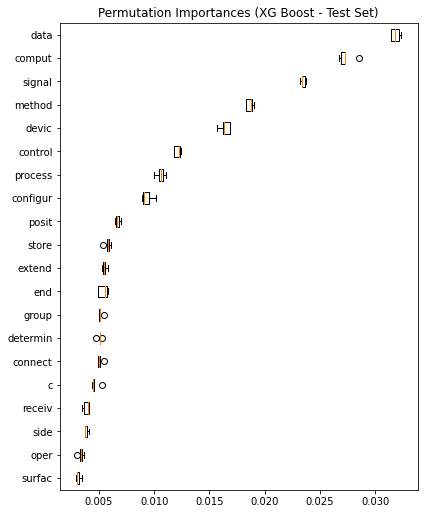 Permutation Importances (XG Boost - Test Set)
data
comput
signal
method
devic
control
process
configur
posit
store
extend
end
group
determin
connect
c
receiv
side
oper
surfac
0.005 0.010 0.015 0.020 0.025 0.030